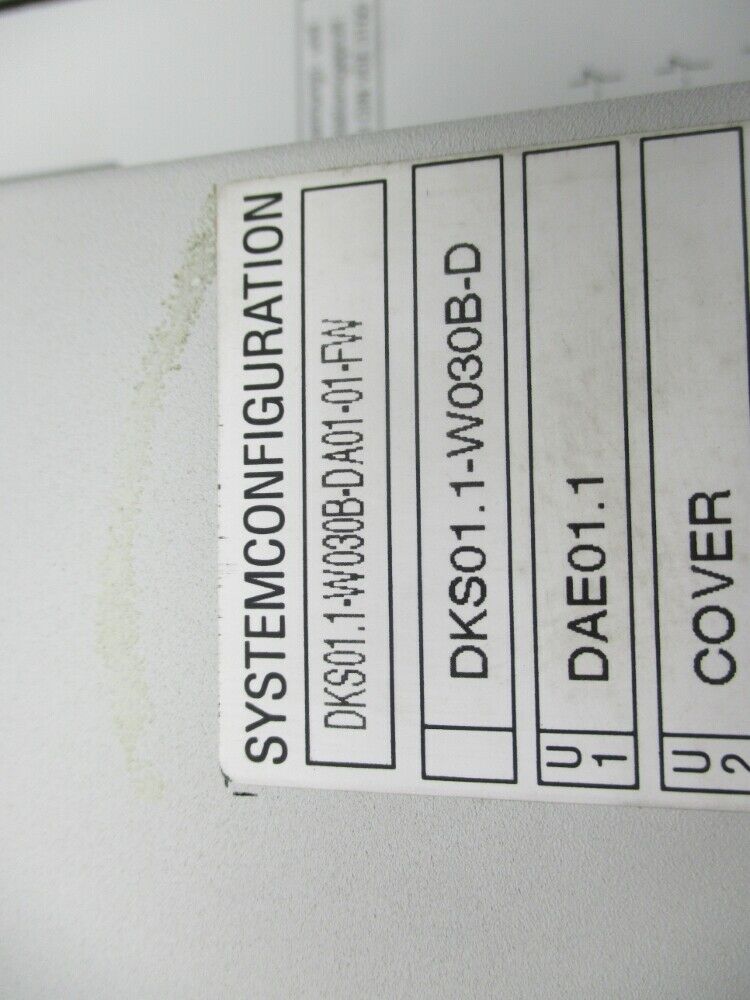 SYSTEMCONFIGURATION
DKS01.1-W030B-DA01-01-FW
DKS01.1-W030B-D
U1 DAE01.1
U2 COVER